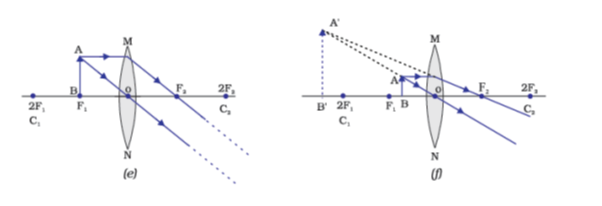 A M
B O F₂ 2F₂
2F₁ F₁ C₂
C₁
N
(e)
A'
M
A O F₂ 2F₂
B' 2F₁ F₁ B C₂
C₁
N
(f)